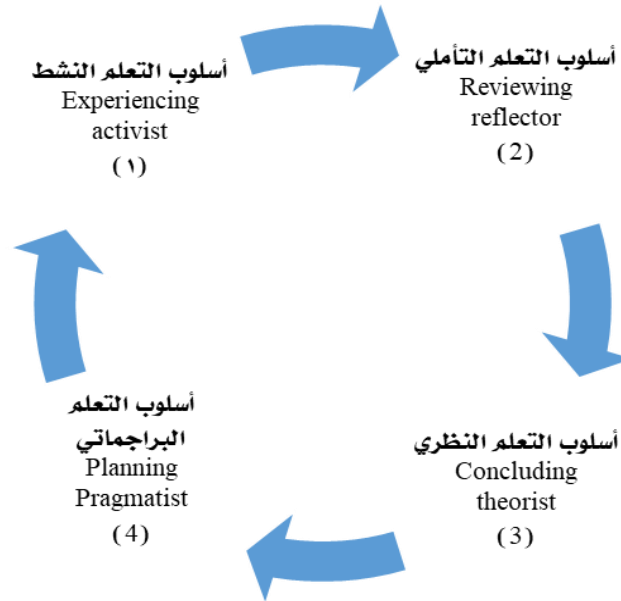 أسلوب التعلم النشط
Experiencing
activist
(١)
أسلوب التعلم التأملي
Reviewing
reflector
(2)
أسلوب التعلم النظري
Concluding
theorist
(3)
أسلوب التعلم
البراجماتي
Planning
Pragmatist
(4)